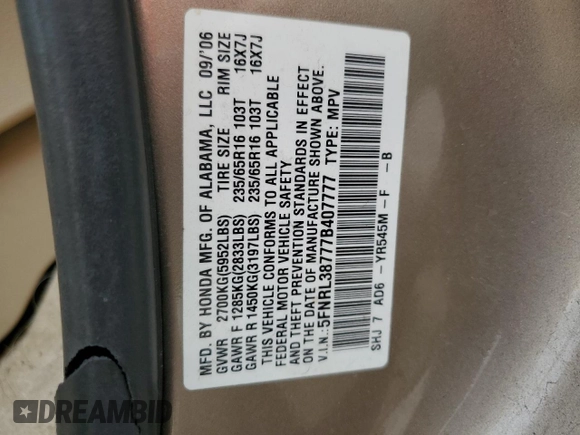 MFD. BY HONDA MFG. OF ALABAMA, LLC 09/'06
GVWR 2700KG(5952LBS) TIRE SIZE RIM SIZE
GAWR F 1285KG(2833LBS) 235/65R16 103T 16X7J
GAWR R 1450KG(3197LBS) 235/65R16 103T 16X7J
THIS VEHICLE CONFORMS TO ALL APPLICABLE
FEDERAL MOTOR VEHICLE SAFETY
AND THEFT PREVENTION STANDARDS IN EFFECT
ON THE DATE OF MANUFACTURE SHOWN ABOVE.
V.I.N.:5FNRL38777B407777 TYPE: MPV
SHJ 7 AD6 -YR545M-F -B
DREAMBID